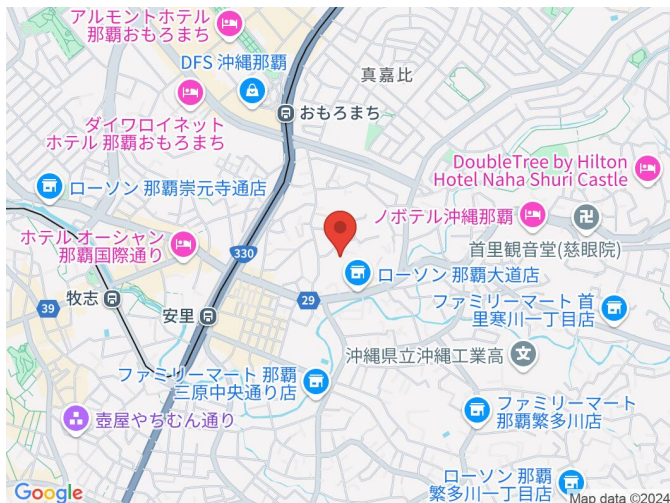 アルモントホテル
那覇おもろまち
DFS 沖縄那覇
真嘉比
おもろまち
ダイワロイネット
ホテル 那覇おもろまち
DoubleTree by Hilton
Hotel Naha Shuri Castle
ローソン 那覇崇元寺通店
ノボテル沖縄那覇
ホテル オーシャン
那覇国際通り
330
首里観音堂(慈眼院)
ローソン 那覇大道店
牧志
39
29
安里
ファミリーマート 首
里寒川一丁目店
沖縄県立沖縄工業高
文
ファミリーマート 那覇
三原中央通り店
壺屋やちむん通り
ファミリーマート
那覇繁多川店
ローソン 那覇
繁多川一丁目店
Google
Map data ©2024